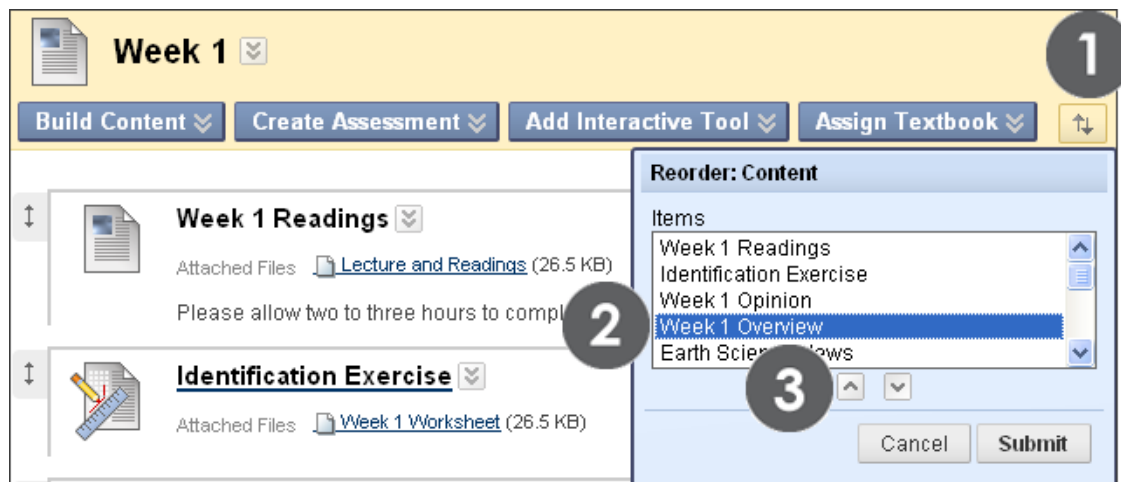 Week 1
1
Build Content Create Assessment Add Interactive Tool Assign Textbook
Week 1 Readings
Attached Files Lecture and Readings (26.5 KB)
Please allow two to three hours to
Identification Exercise
Attached Files Week 1 Worksheet (26.5 KB)
Reorder: Content
Items
Week 1 Readings
Identification Exercise
Week 1 Opinion
2
Week 1 Overview
Earth
3
Cancel Submit